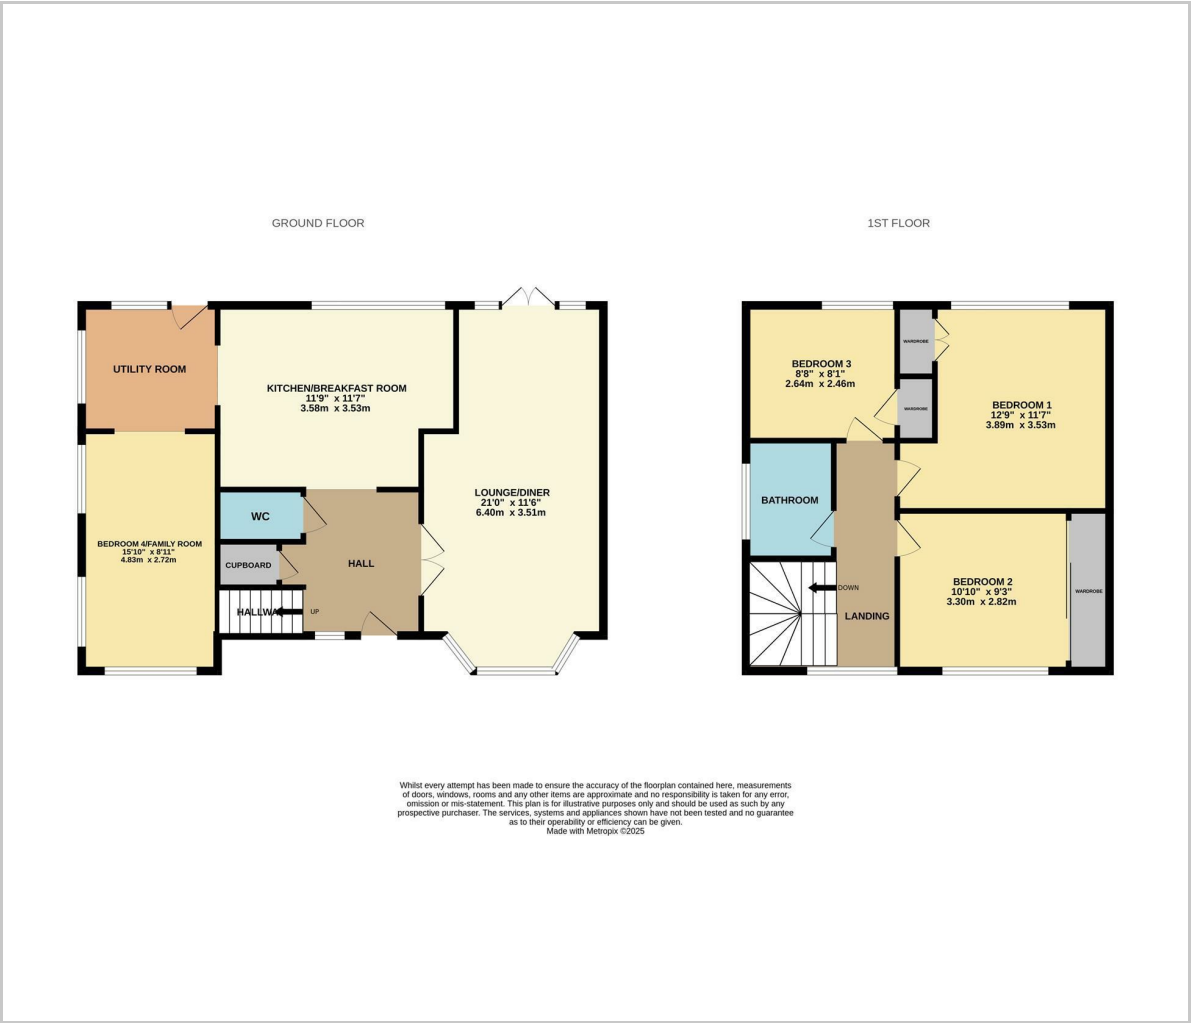 GROUND FLOOR
1ST FLOOR
UTILITY ROOM
KITCHEN/BREAKFAST ROOM
11'9" x 11'7"
3.58m x 3.53m
LOUNGE/DINER
21'0" x 11'6"
6.40m x 3.51m
WC
BEDROOM 4/FAMILY ROOM
15'10" x 8'11"
4.83m x 2.72m
CUPBOARD
HALL
HALLWA
UP
BEDROOM 3
8'8" x 8'1"
2.64m x 2.46m
WARDROBE
WARDROBE
BEDROOM 1
12'9" x 11'7"
3.89m x 3.53m
BATHROOM
BEDROOM 2
10'10" x 9'3"
3.30m x 2.82m
WARDROBE
DOWN
LANDING
Whilst every attempt has been made to ensure the accuracy of the floorplan contained here, measurements
of doors, windows, rooms and any other items are approximate and no responsibility is taken for any error,
omission or mis-statement. This plan is for illustrative purposes only and should be used as such by any
prospective purchaser. The services, systems and appliances shown have not been tested and no guarantee
as to their operability or efficiency can be given.
Made with Metropix ©2025